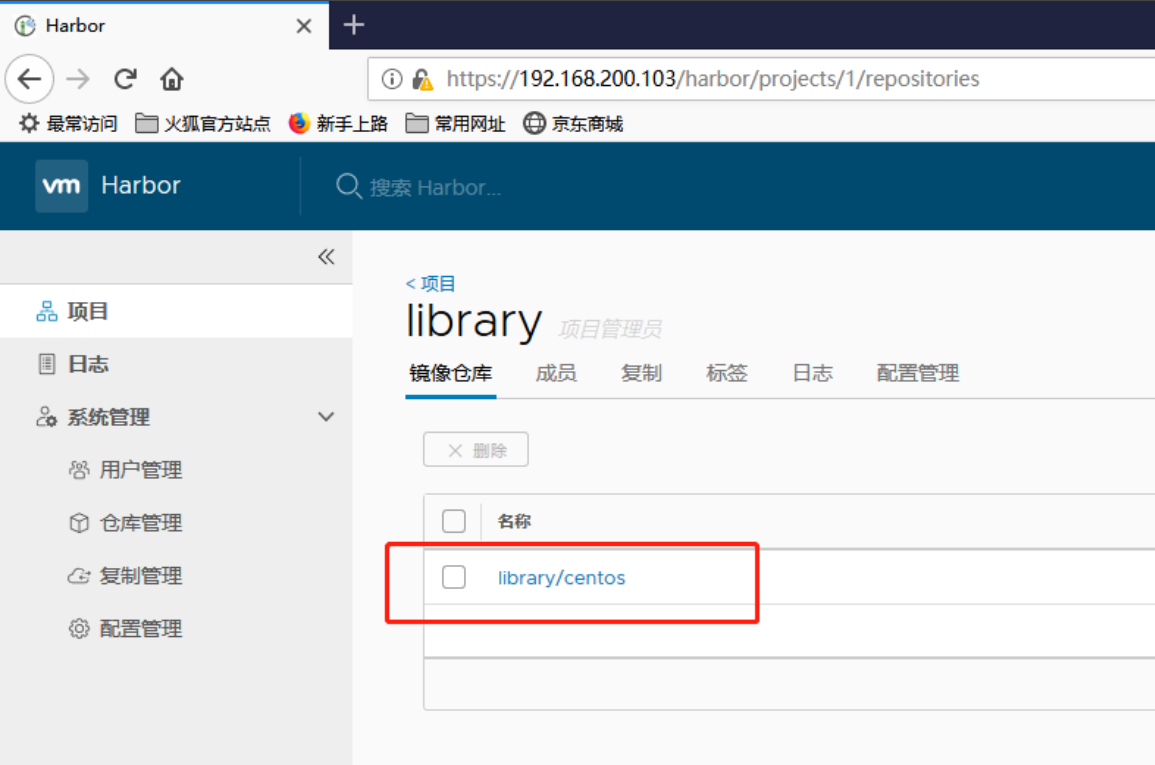 Harbor
https://192.168.200.103/harbor/projects/1/repositories
最常访问 火狐官方站点 新手上路 常用网址 京东商城
vm Harbor 搜索 Harbor...
项目
日志
系统管理
用户管理
仓库管理
复制管理
配置管理
< 项目
library 项目管理员
镜像仓库 成员 复制 标签 日志 配置管理
删除
名称
library/centos